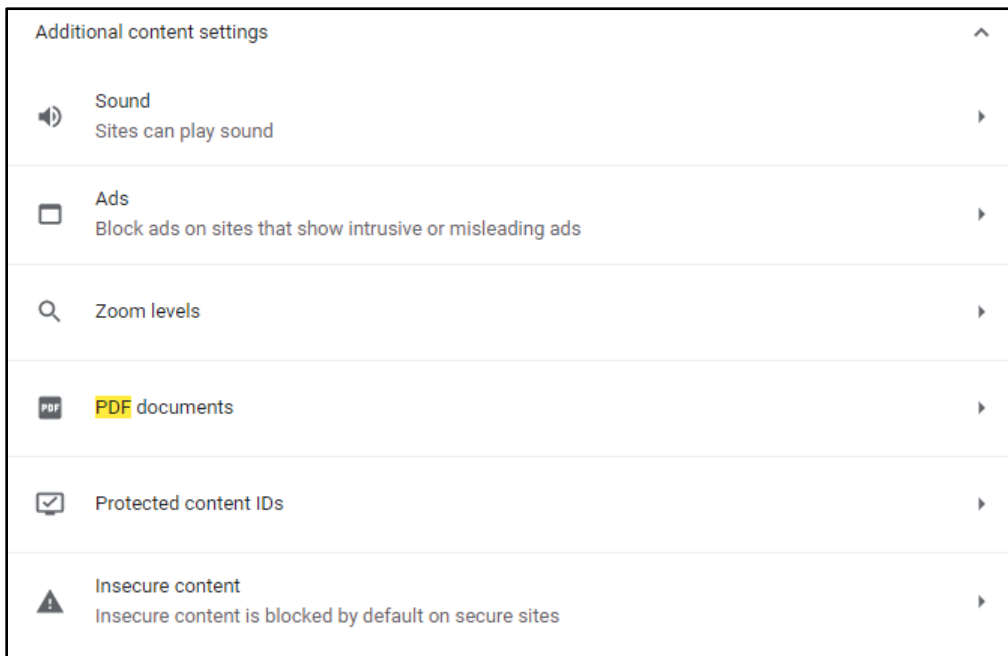 Additional content settings
Sound
Sites can play sound
Ads
Block ads on sites that show intrusive or misleading ads
Zoom levels
PDF
PDF documents
Protected content IDs
Insecure content
Insecure content is blocked by default on secure sites